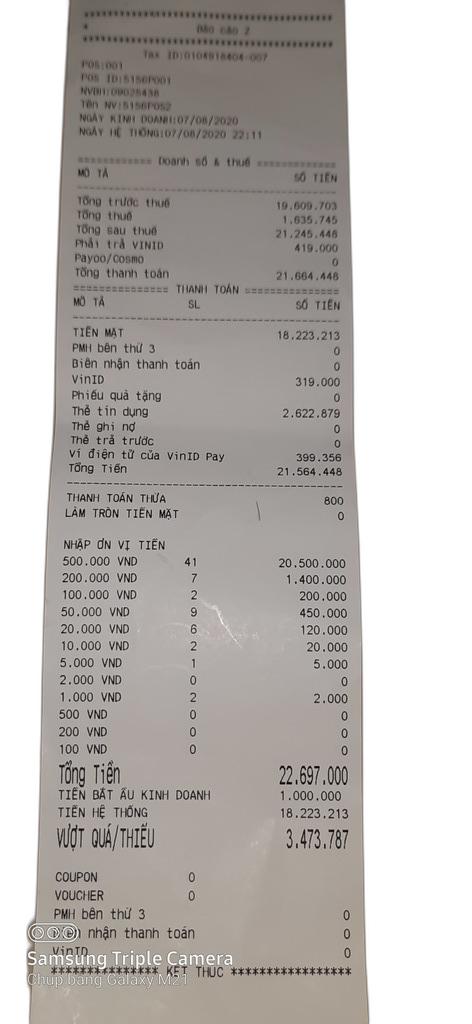 ****************************************
* Báo cáo Z
****************************************
Tax ID:0104918404-007
POS:001
POS ID:5156P001
NVBH:09025438
Tên NV:5156P052
NGÀY KINH DOANH:07/08/2020
NGÀY HỆ THỐNG:07/08/2020 22:11
============ Doanh số & thuế =============
MÔ TẢ SỐ TIỀN
Tổng trước thuế 19.609.703
Tổng thuế 1.635.745
Tổng sau thuế 21.245.448
Phải trả VINID 419.000
Payoo/Cosmo 0
Tổng thanh toán 21.664.448
=============== THANH TOÁN ===============
MÔ TẢ SL SỐ TIỀN
TIỀN MẶT 18.223.213
PMH bên thứ 3 0
Biên nhận thanh toán 0
VinID 319.000
Phiếu quà tặng 0
Thẻ tín dụng 2.622.879
Thẻ ghi nợ 0
Thẻ trả trước 0
Ví điện tử của VinID Pay 399.356
Tổng Tiền 21.564.448
THANH TOÁN THỪA 800
LÀM TRÒN TIỀN MẶT 0
NHẬP ƠN VỊ TIỀN
500.000 VND 41 20.500.000
200.000 VND 7 1.400.000
100.000 VND 2 200.000
50.000 VND 9 450.000
20.000 VND 6 120.000
10.000 VND 2 20.000
5.000 VND 1 5.000
2.000 VND 0 0
1.000 VND 2 2.000
500 VND 0 0
200 VND 0 0
100 VND 0 0
Tổng Tiền 22.697.000
TIỀN BẮT ẦU KINH DOANH 1.000.000
TIỀN HỆ THỐNG 18.223.213
VƯỢT QUÁ/THIẾU 3.473.787
COUPON 0
VOUCHER 0
PMH bên thứ 3 0
nhận thanh toán 0
VinID 0
*************** KẾT THÚC *****************
Samsung Triple Camera
Chụp bằng Galaxy M21